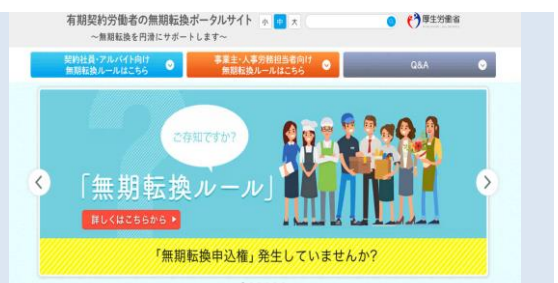 有期契約労働者の無期転換ポータルサイト 小 中 大 厚生労働省
～無期転換を円滑にサポートします～
契約社員・アルバイト向け
無期転換ルールはこちら
事業主・人事労務担当者向け
無期転換ルールはこちら
Q&A
ご存知ですか?
「無期転換ルール」
詳しくはこちらから
「無期転換申込権」発生していませんか?